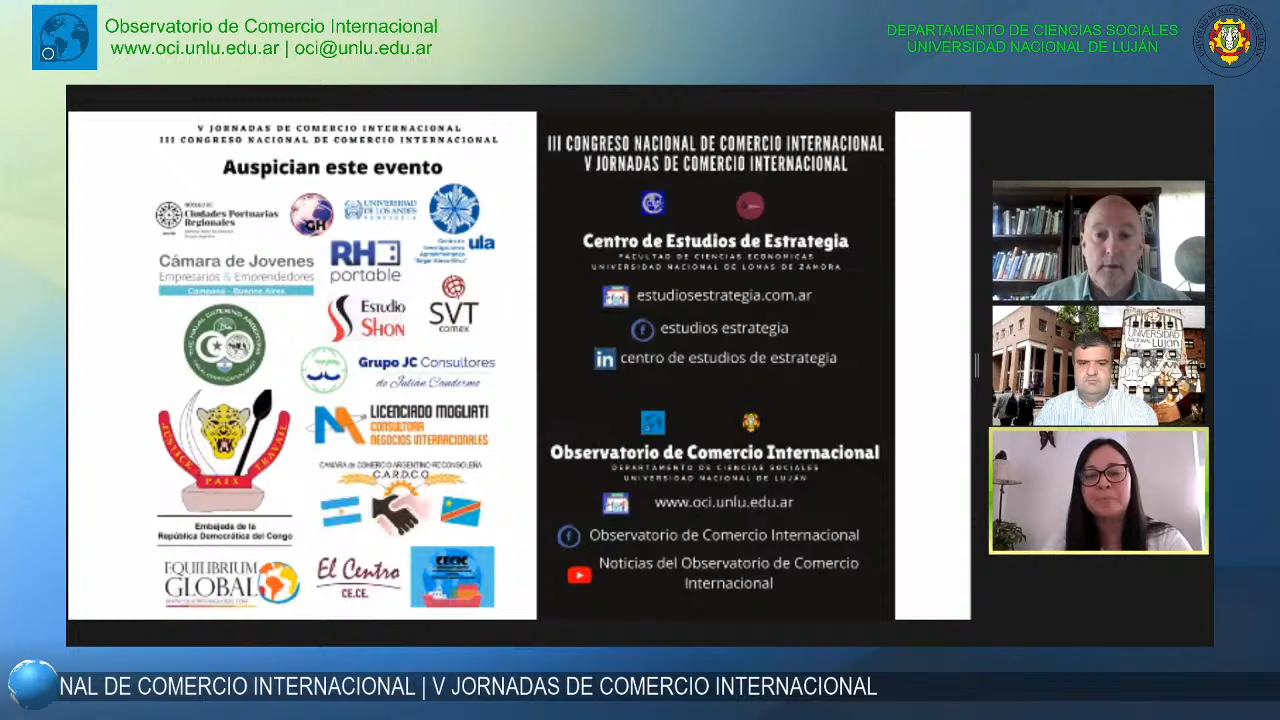 Observatorio de Comercio Internacional
www.oci.unlu.edu.ar | oci@unlu.edu.ar
DEPARTAMENTO DE CIENCIAS SOCIALES
UNIVERSIDAD NACIONAL DE LUJÁN
V JORNADAS DE COMERCIO INTERNACIONAL
III CONGRESO NACIONAL DE COMERCIO INTERNACIONAL
Auspician este evento
Ciudades Portuarias
Regionales
GH
UNIVERSIDAD
DE LOS ANDES
ula
Câmara de Jovenes
Empresarios & Emprendedores
Campana - Buenos Aires
RH
portable
Estudio
SHON
SVT
comex
Grupo JC Consultores
de Julián Candermo
JUSTICE
PAIX
TRAVAIL
LICENCIADO MOGLIATI
CONSULTORA
NEGOCIOS INTERNACIONALES
C.A.R.D.C.O
Embajada de la
República Democrática del Congo
EQUILIBRIUM
GLOBAL
El Centro
CE.CE.
CECIC
III CONGRESO NACIONAL DE COMERCIO INTERNACIONAL
V JORNADAS DE COMERCIO INTERNACIONAL
Centro de Estudios de Estrategia
FACULTAD DE CIENCIAS ECONOMICAS
UNIVERSIDAD NACIONAL DE LOMAS DE ZAMORA
estudiosestrategia.com.ar
estudios estrategia
in centro de estudios de estrategia
Observatorio de Comercio Internacional
DEPARTAMENTO DE CIENCIAS SOCIALES
UNIVERSIDAD NACIONAL DE LUJÁN
www.oci.unlu.edu.ar
Observatorio de Comercio Internacional
Noticias del Observatorio de Comercio
Internacional
UNIVERSIDAD
NACIONAL
DE LUJAN
NAL DE COMERCIO INTERNACIONAL | V JORNADAS DE COMERCIO INTERNACIONAL